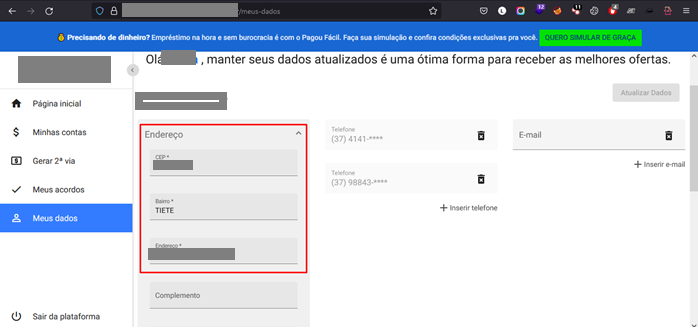 /meus-dados
Precisando de dinheiro? Empréstimo na hora e sem burocracia é com o Pagou Fácil. Faça sua simulação e confira condições exclusivas pra você.
QUERO SIMULAR DE GRAÇA
Olá , manter seus dados atualizados é uma ótima forma para receber as melhores ofertas.
Atualizar Dados
Página inicial
Minhas contas
Gerar 2ª via
Meus acordos
Meus dados
Sair da plataforma
Endereço
CEP *
Bairro *
TIETE
Endereço *
Complemento
Telefone
(37) 4141-****
Telefone
(37) 98843-****
Inserir telefone
E-mail
Inserir e-mail